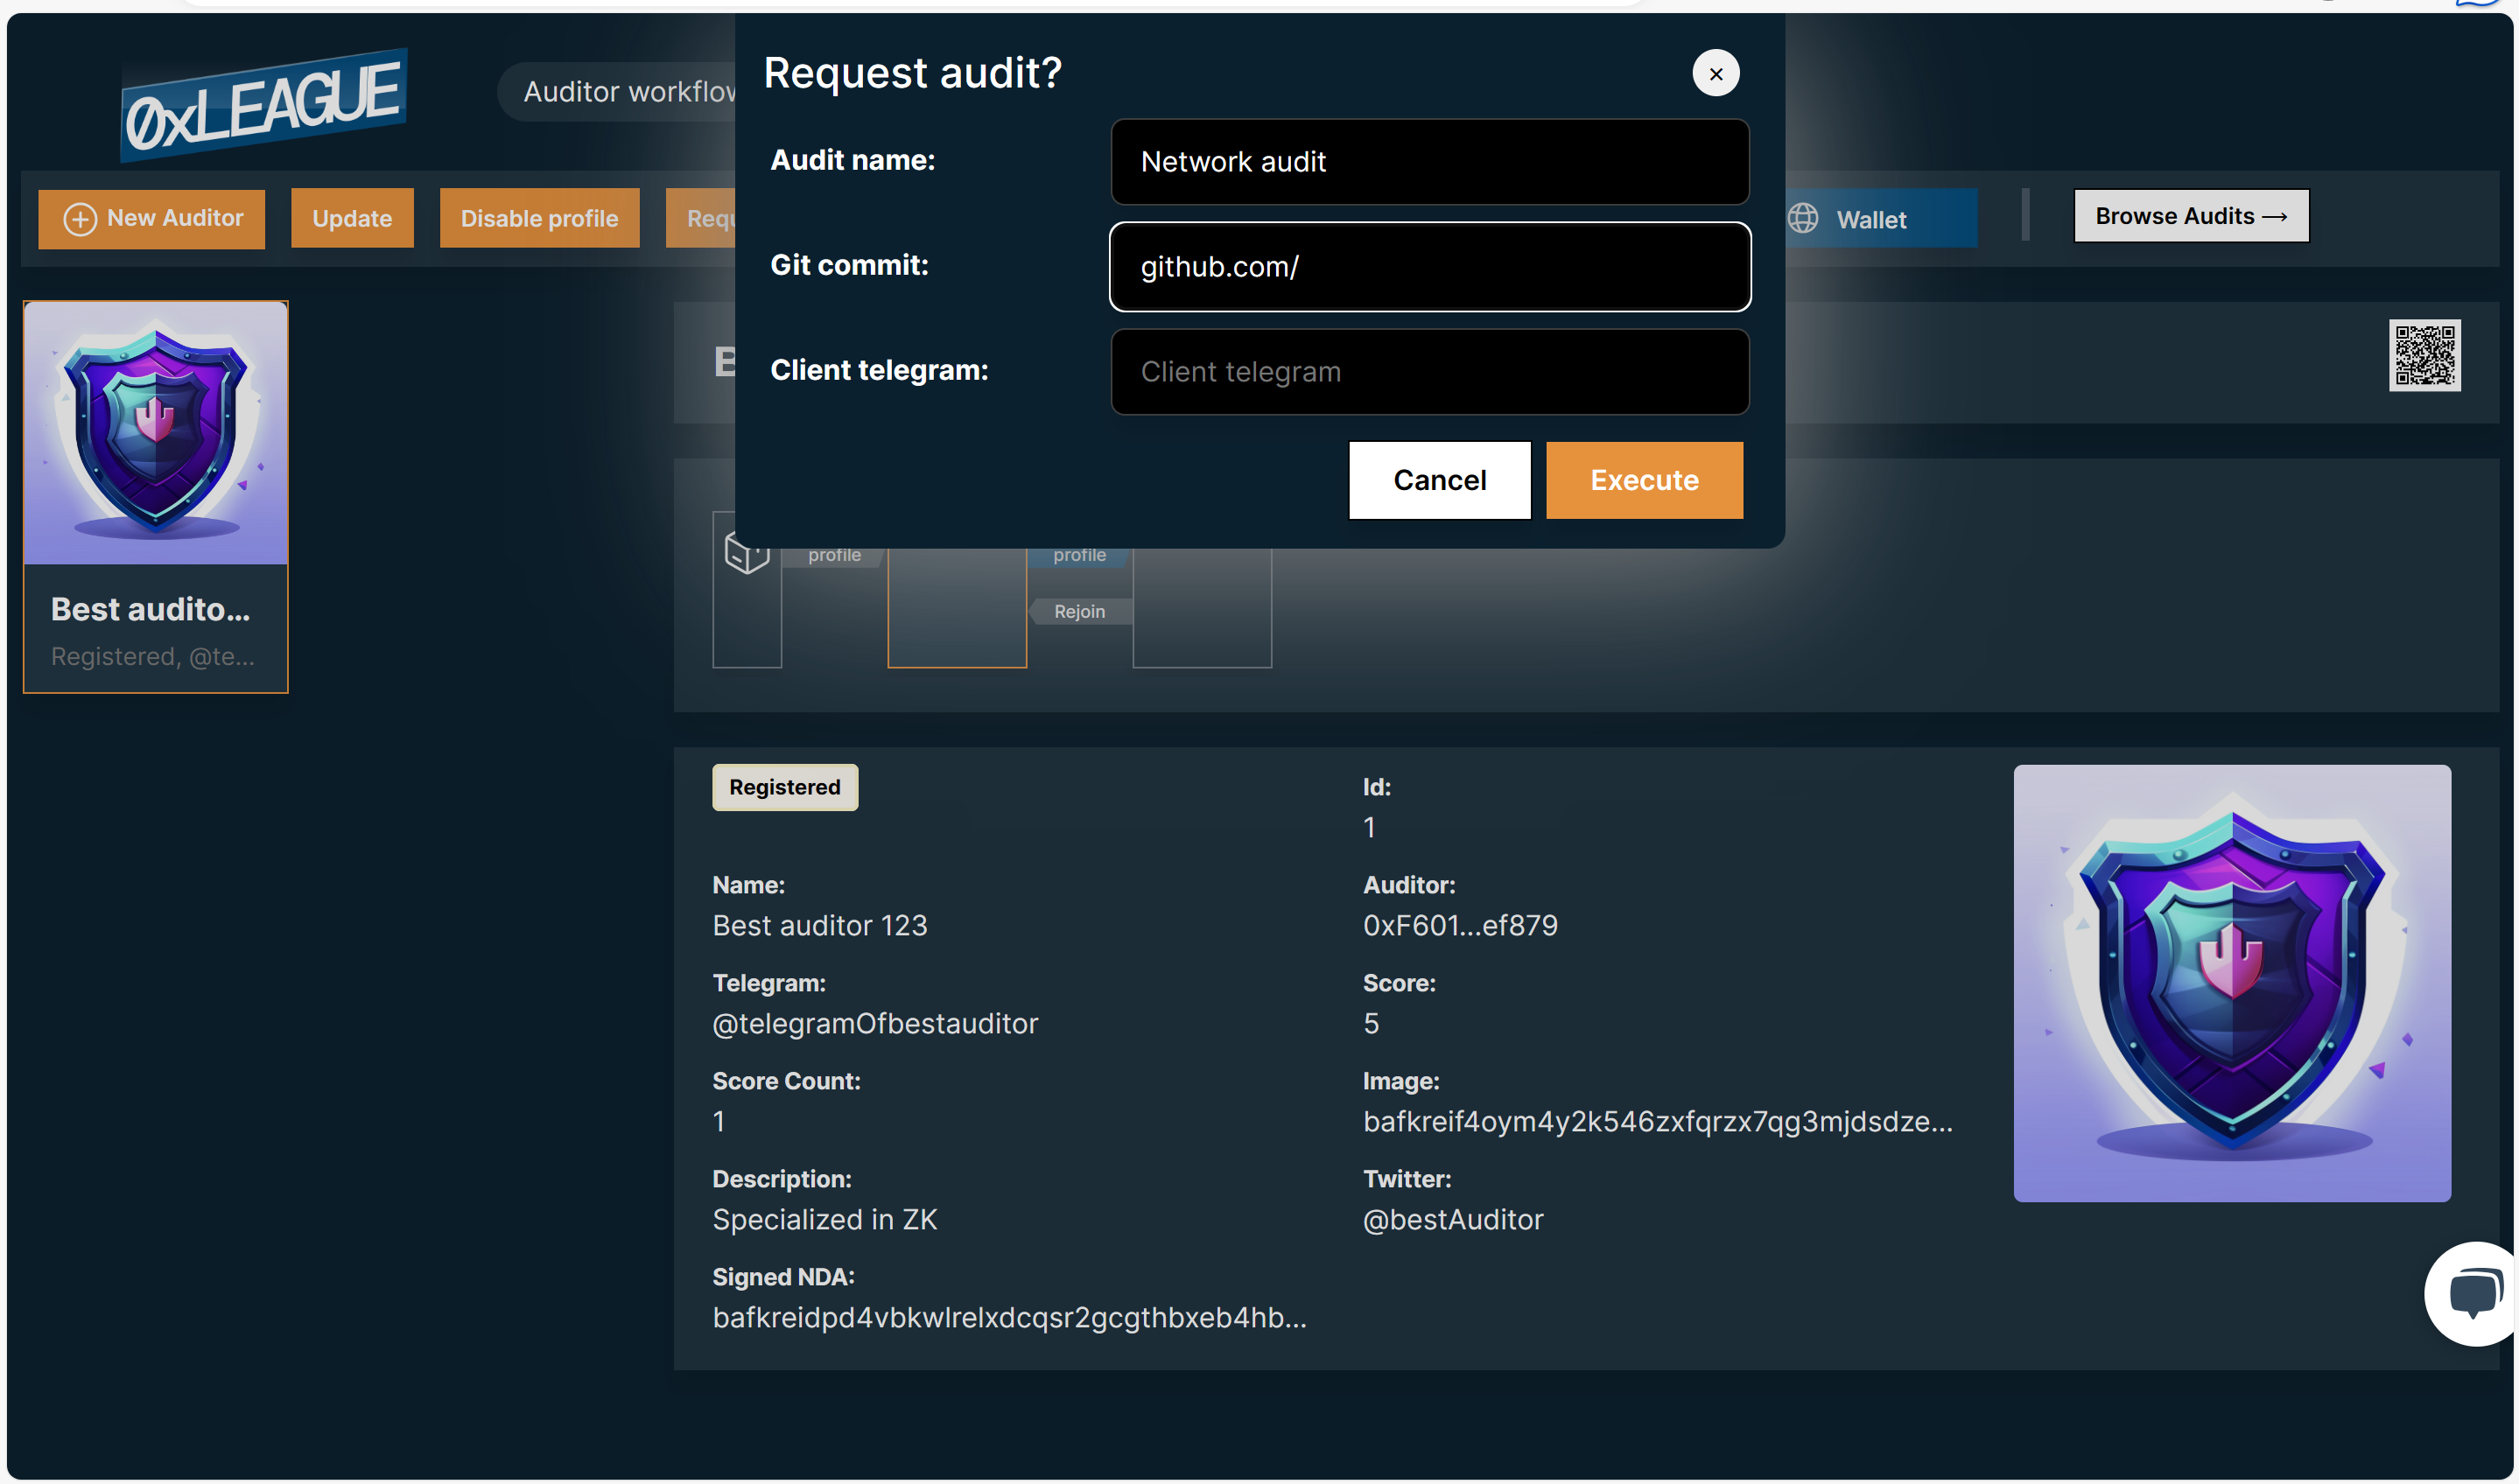 0xLEAGUE
Auditor workflow
Request audit?
Audit name:
Network audit
Git commit:
github.com/
Client telegram:
Client telegram
Cancel
Execute
New Auditor
Update
Disable profile
Wallet
Browse Audits →
Best audito...
Registered, @te...
profile
profile
Rejoin
Registered
Id:
1
Name:
Best auditor 123
Auditor:
0xF601...ef879
Telegram:
@telegramOfbestauditor
Score:
5
Score Count:
1
Image:
bafkreif4oym4y2k546zxfqrzx7qg3mjdsdze...
Description:
Specialized in ZK
Twitter:
@bestAuditor
Signed NDA:
bafkreidpd4vbkwlrelxdcqsr2gcgthbxeb4hb...